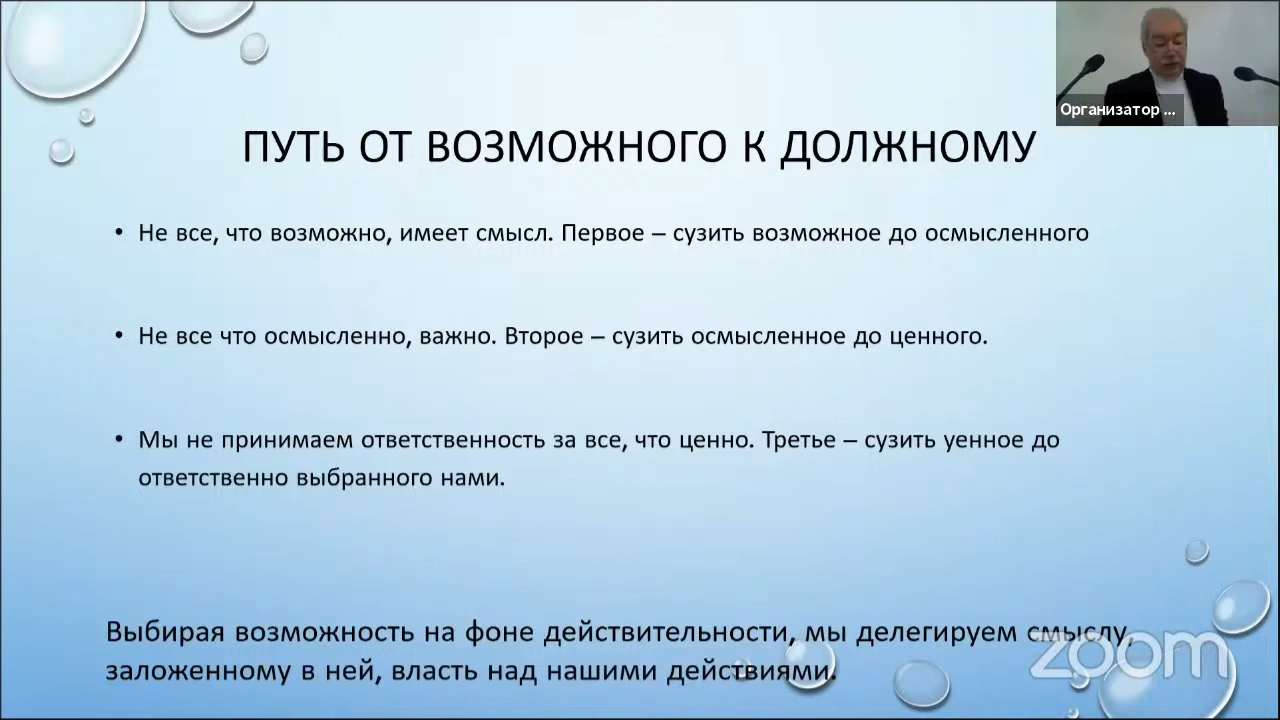 Организатор ...
ПУТЬ ОТ ВОЗМОЖНОГО К ДОЛЖНОМУ
• Не все, что возможно, имеет смысл. Первое – сузить возможное до осмысленного
• Не все что осмысленно, важно. Второе – сузить осмысленное до ценного.
• Мы не принимаем ответственность за все, что ценно. Третье – сузить уенное до
ответственно выбранного нами.
Выбирая возможность на фоне действительности, мы делегируем смыслу,
заложенному в ней, власть над нашими действиями.
zoom